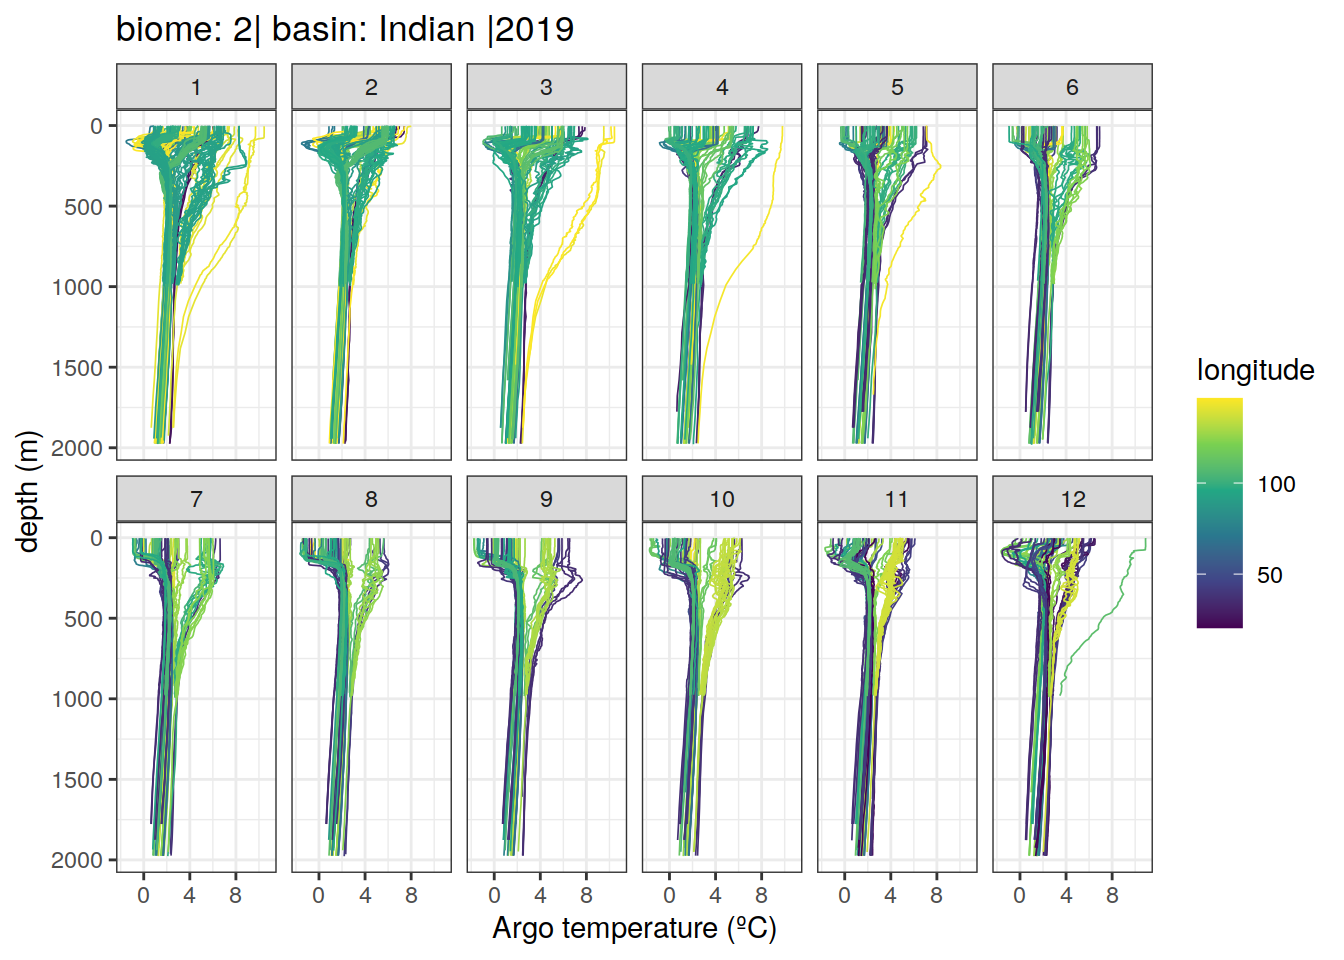 biome: 2| basin: Indian |2019
1 2 3 4 5 6
0
500
1000
1500
2000
7 8 9 10 11 12
0
500
1000
1500
2000
0 4 8 0 4 8 0 4 8 0 4 8 0 4 8 0 4 8
Argo temperature (ºC)
depth (m)
longitude
100
50